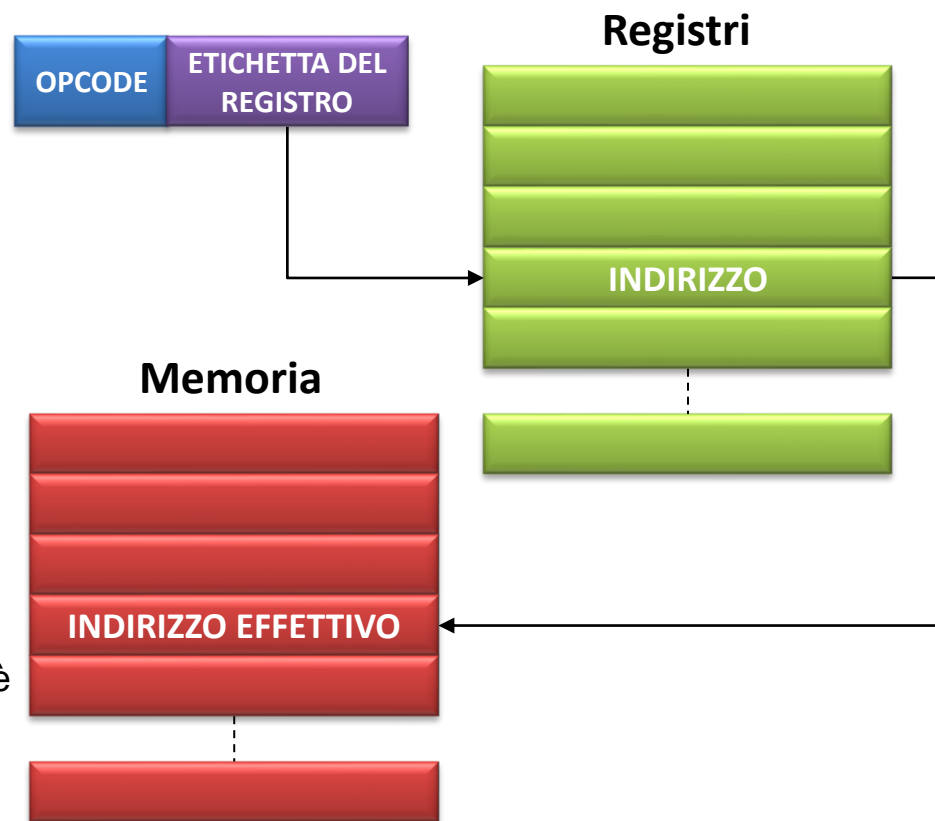 Registri
OPCODE
ETICHETTA DEL
REGISTRO
INDIRIZZO
Memoria
INDIRIZZO EFFETTIVO
è